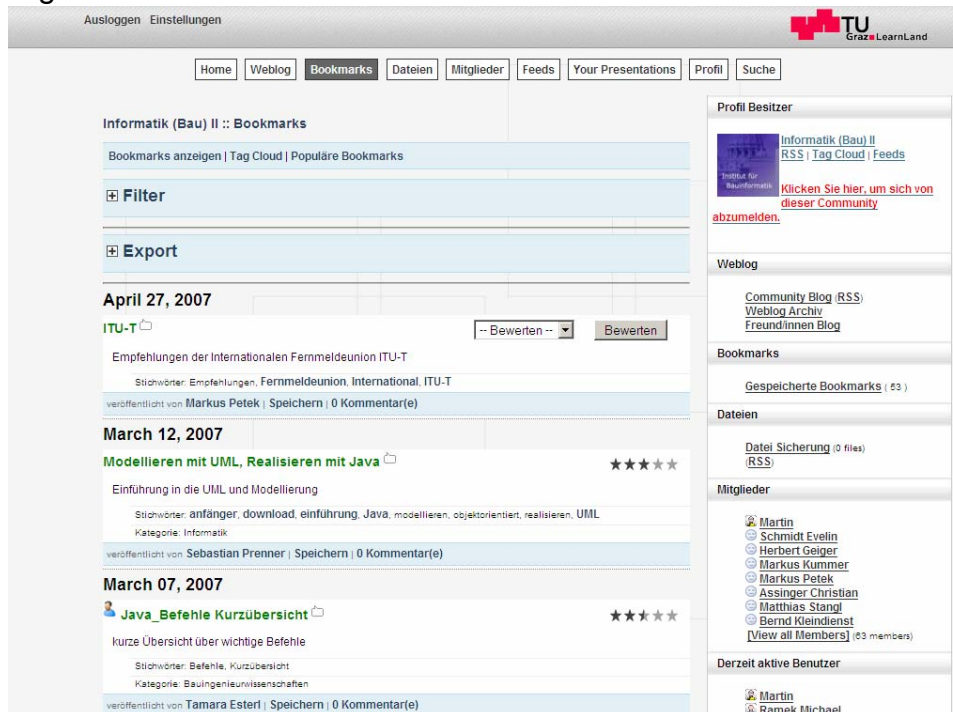 Ausloggen Einstellungen
TU
Graz LearnLand
Home Weblog Bookmarks Dateien Mitglieder Feeds Your Presentations Profil Suche
Informatik (Bau) II :: Bookmarks
Bookmarks anzeigen | Tag Cloud | Populäre Bookmarks
Filter
Export
April 27, 2007
ITU-T
-- Bewerten -- Bewerten
Empfehlungen der Internationalen Fernmeldeunion ITU-T
Stichwörter: Empfehlungen, Fernmeldeunion, International, ITU-T
veröffentlicht von Markus Petek | Speichern | 0 Kommentar(e)
March 12, 2007
Modellieren mit UML, Realisieren mit Java
Einführung in die UML und Modellierung
Stichwörter: anfänger, download, einführung, Java, modellieren, objektorientiert, realisieren, UML
Kategorie: Informatik
veröffentlicht von Sebastian Prenner | Speichern | 0 Kommentar(e)
March 07, 2007
Java_Befehle Kurzübersicht
kurze Übersicht über wichtige Befehle
Stichwörter: Befehle, Kurzübersicht
Kategorie: Bauingenieurwissenschaften
veröffentlicht von Tamara Esterl | Speichern | 0 Kommentar(e)
Profil Besitzer
Institut für
Bauinformatik
Informatik (Bau) II
RSS | Tag Cloud | Feeds
Klicken Sie hier, um sich von
dieser Community
abzumelden.
Weblog
Community Blog (RSS)
Weblog Archiv
Freund/innen Blog
Bookmarks
Gespeicherte Bookmarks ( 63 )
Dateien
Datei Sicherung (0 files)
(RSS)
Mitglieder
Martin
Schmidt Evelin
Herbert Geiger
Markus Kummer
Markus Petek
Assinger Christian
Matthias Stangl
Bernd Kleindienst
[View all Members] (63 members)
Derzeit aktive Benutzer
Martin
Ramek Michael